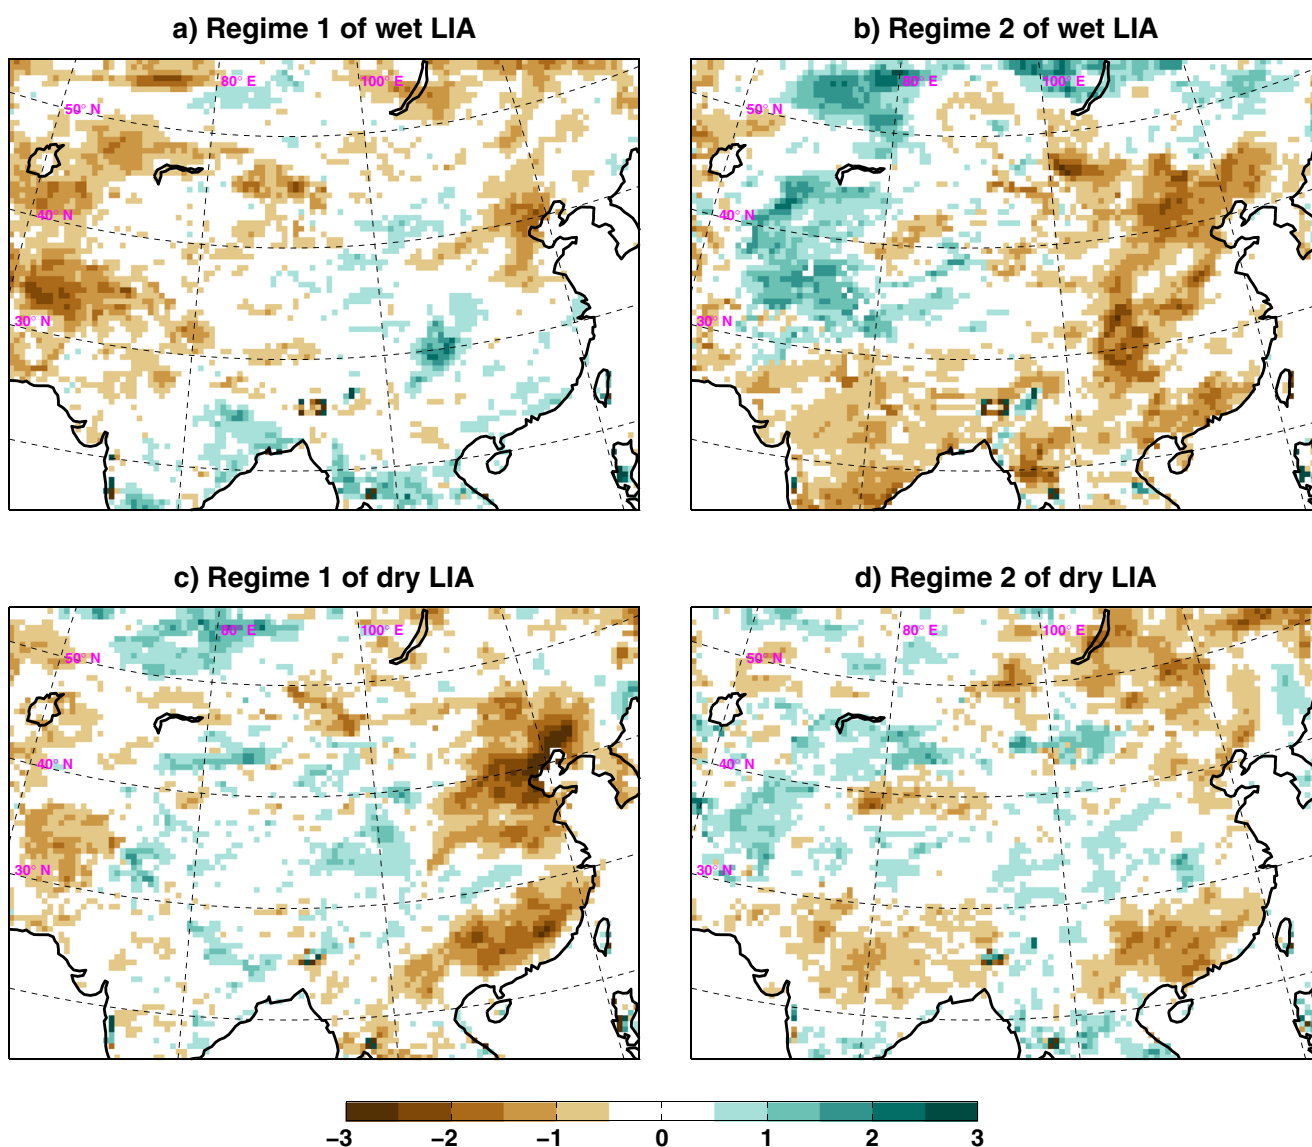 a) Regime 1 of wet LIA
b) Regime 2 of wet LIA
80° E
100° E
50° N
40° N
30° N
80° E
100° E
50° N
40° N
30° N
c) Regime 1 of dry LIA
d) Regime 2 of dry LIA
80° E
100° E
50° N
40° N
30° N
80° E
100° E
50° N
40° N
30° N
−3 −2 −1 0 1 2 3